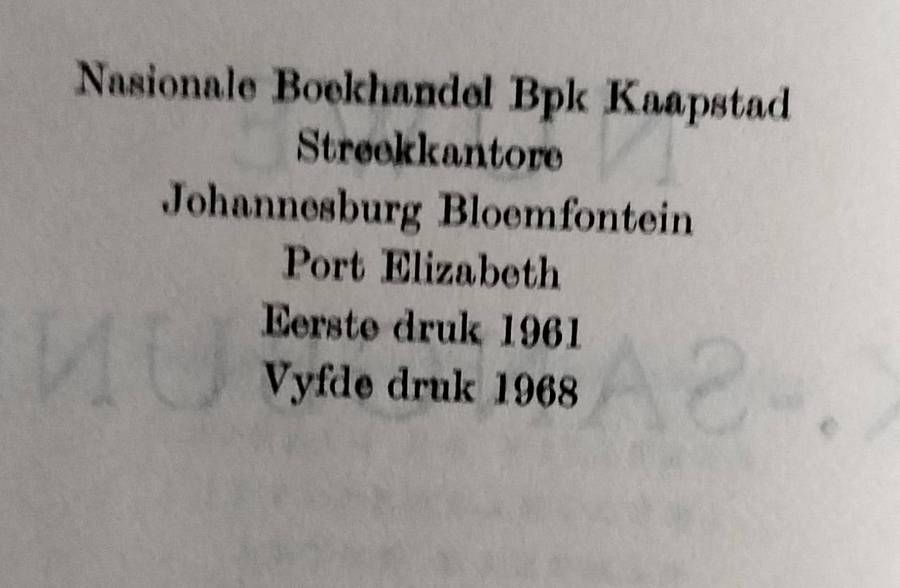 Nasionale Boekhandel Bpk Kaapstad
Streekkantore
Johannesburg Bloemfontein
Port Elizabeth
Eerste druk 1961
Vyfde druk 1968